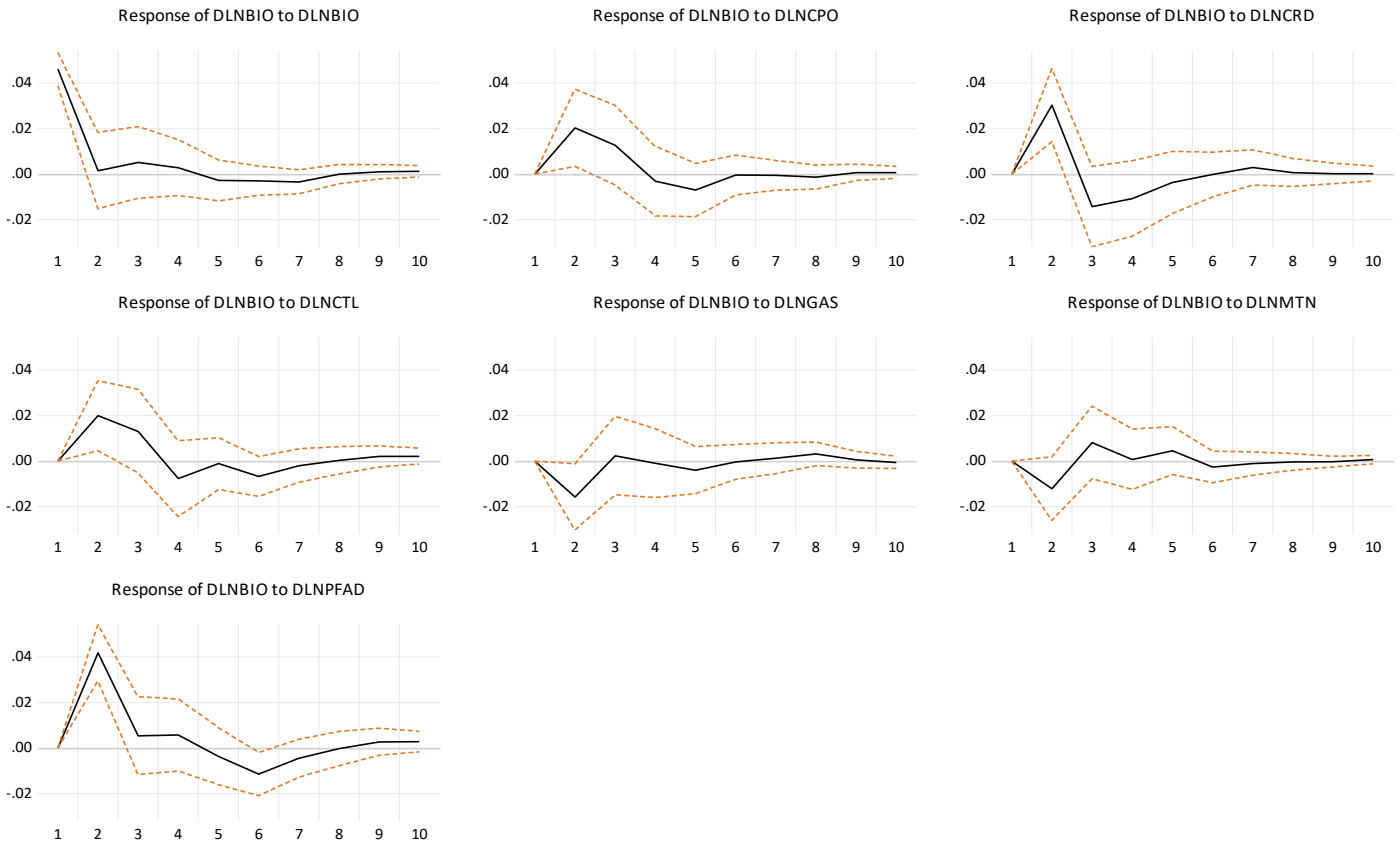 Response of DLNBIO to DLNBIO
.04
.02
.00
-.02
1 2 3 4 5 6 7 8 9 10
Response of DLNBIO to DLNCPO
.04
.02
.00
-.02
1 2 3 4 5 6 7 8 9 10
Response of DLNBIO to DLNCRD
.04
.02
.00
-.02
1 2 3 4 5 6 7 8 9 10
Response of DLNBIO to DLNCTL
.04
.02
.00
-.02
1 2 3 4 5 6 7 8 9 10
Response of DLNBIO to DLNGAS
.04
.02
.00
-.02
1 2 3 4 5 6 7 8 9 10
Response of DLNBIO to DLNMTN
.04
.02
.00
-.02
1 2 3 4 5 6 7 8 9 10
Response of DLNBIO to DLNPFAD
.04
.02
.00
-.02
1 2 3 4 5 6 7 8 9 10